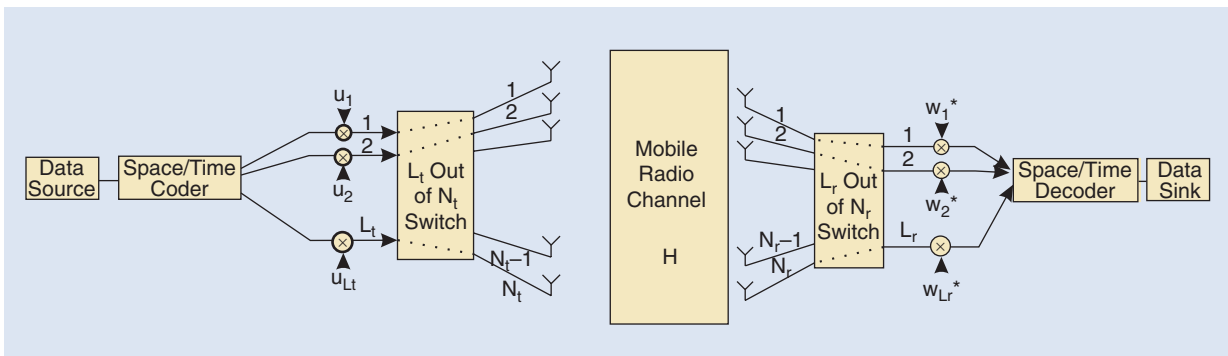 Data
Source
Space/Time
Coder
u1
1
2
u2
Lt
uLt
Lt Out
of Nt
Switch
1
2
Nt–1
Nt
Mobile
Radio
Channel
H
1
2
Nr–1
Nr
Lr Out
of Nr
Switch
w1*
1
2
w2*
Lr
wLr*
Space/Time
Decoder
Data
Sink